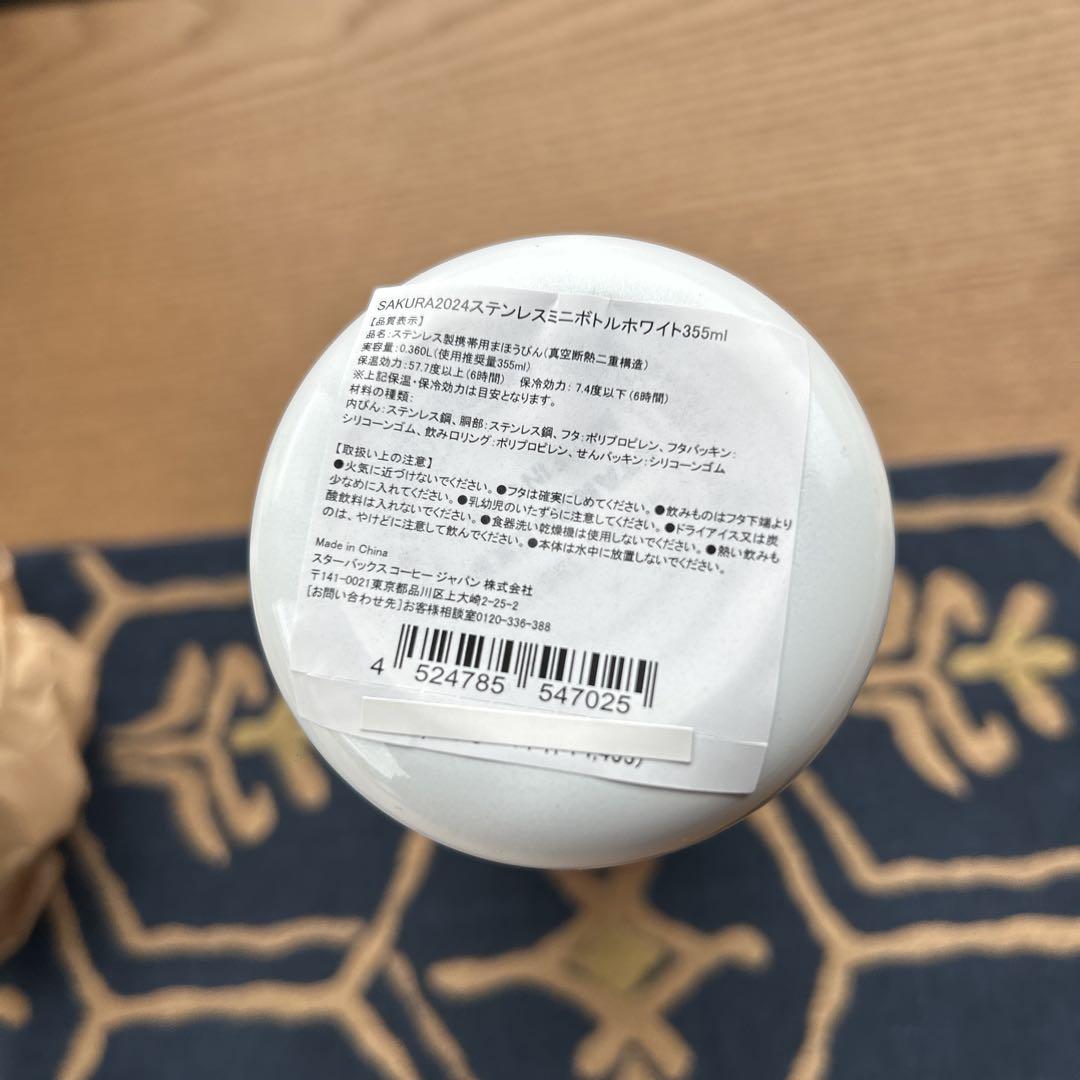 SAKURA2024ステンレスミニボトルホワイト355ml
【品質表示】
品名:ステンレス製携帯用まほうびん(真空断熱二重構造)
実容量:0.360L(使用推奨量355ml)
保温効力:57.7度以上(6時間) 保冷効力:7.4度以下(6時間)
※上記保温・保冷効力は目安となります。
材料の種類:
内びん:ステンレス鋼、胴部:ステンレス鋼、フタ:ポリプロピレン、フタパッキン:
シリコーンゴム、飲み口リング:ポリプロピレン、せんパッキン:シリコーンゴム
【取扱い上の注意】
●火気に近づけないでください。●フタは確実にしめてください。●飲みものはフタ下端より
少なめに入れてください。●乳幼児のいたずらに注意してください。●ドライアイス又は炭
酸飲料は入れないでください。●食器洗い乾燥機は使用しないでください。●熱い飲みも
のは、やけどに注意して飲んでください。●本体は水中に放置しないでください。
Made in China
スターバックス コーヒー ジャパン 株式会社
〒141-0021東京都品川区上大崎2-25-2
[お問い合わせ先]お客様相談室0120-336-388
4 524785 547025